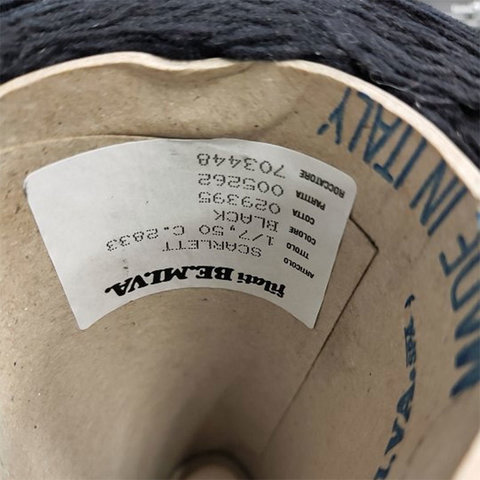 filati BE.MI.VA.
ARTICOLO SCARLETT
TITOLO 1/7,50 C.2833
COLORE BLACK
COTTA 029395
PARTITA 005262
ROCCATORE 703448
MADE IN ITALY